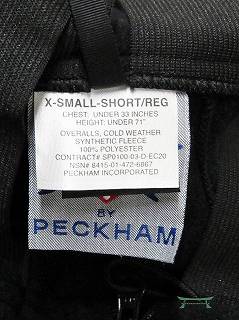 X-SMALL-SHORT/REG
CHEST: UNDER 33 INCHES
HEIGHT: UNDER 71"
OVERALLS, COLD WEATHER
SYNTHETIC FLEECE
100% POLYESTER
CONTRACT# SP0100-03-D-EC20
NSN# 8415-01-472-6867
PECKHAM INCORPORATED
BY
PECKHAM